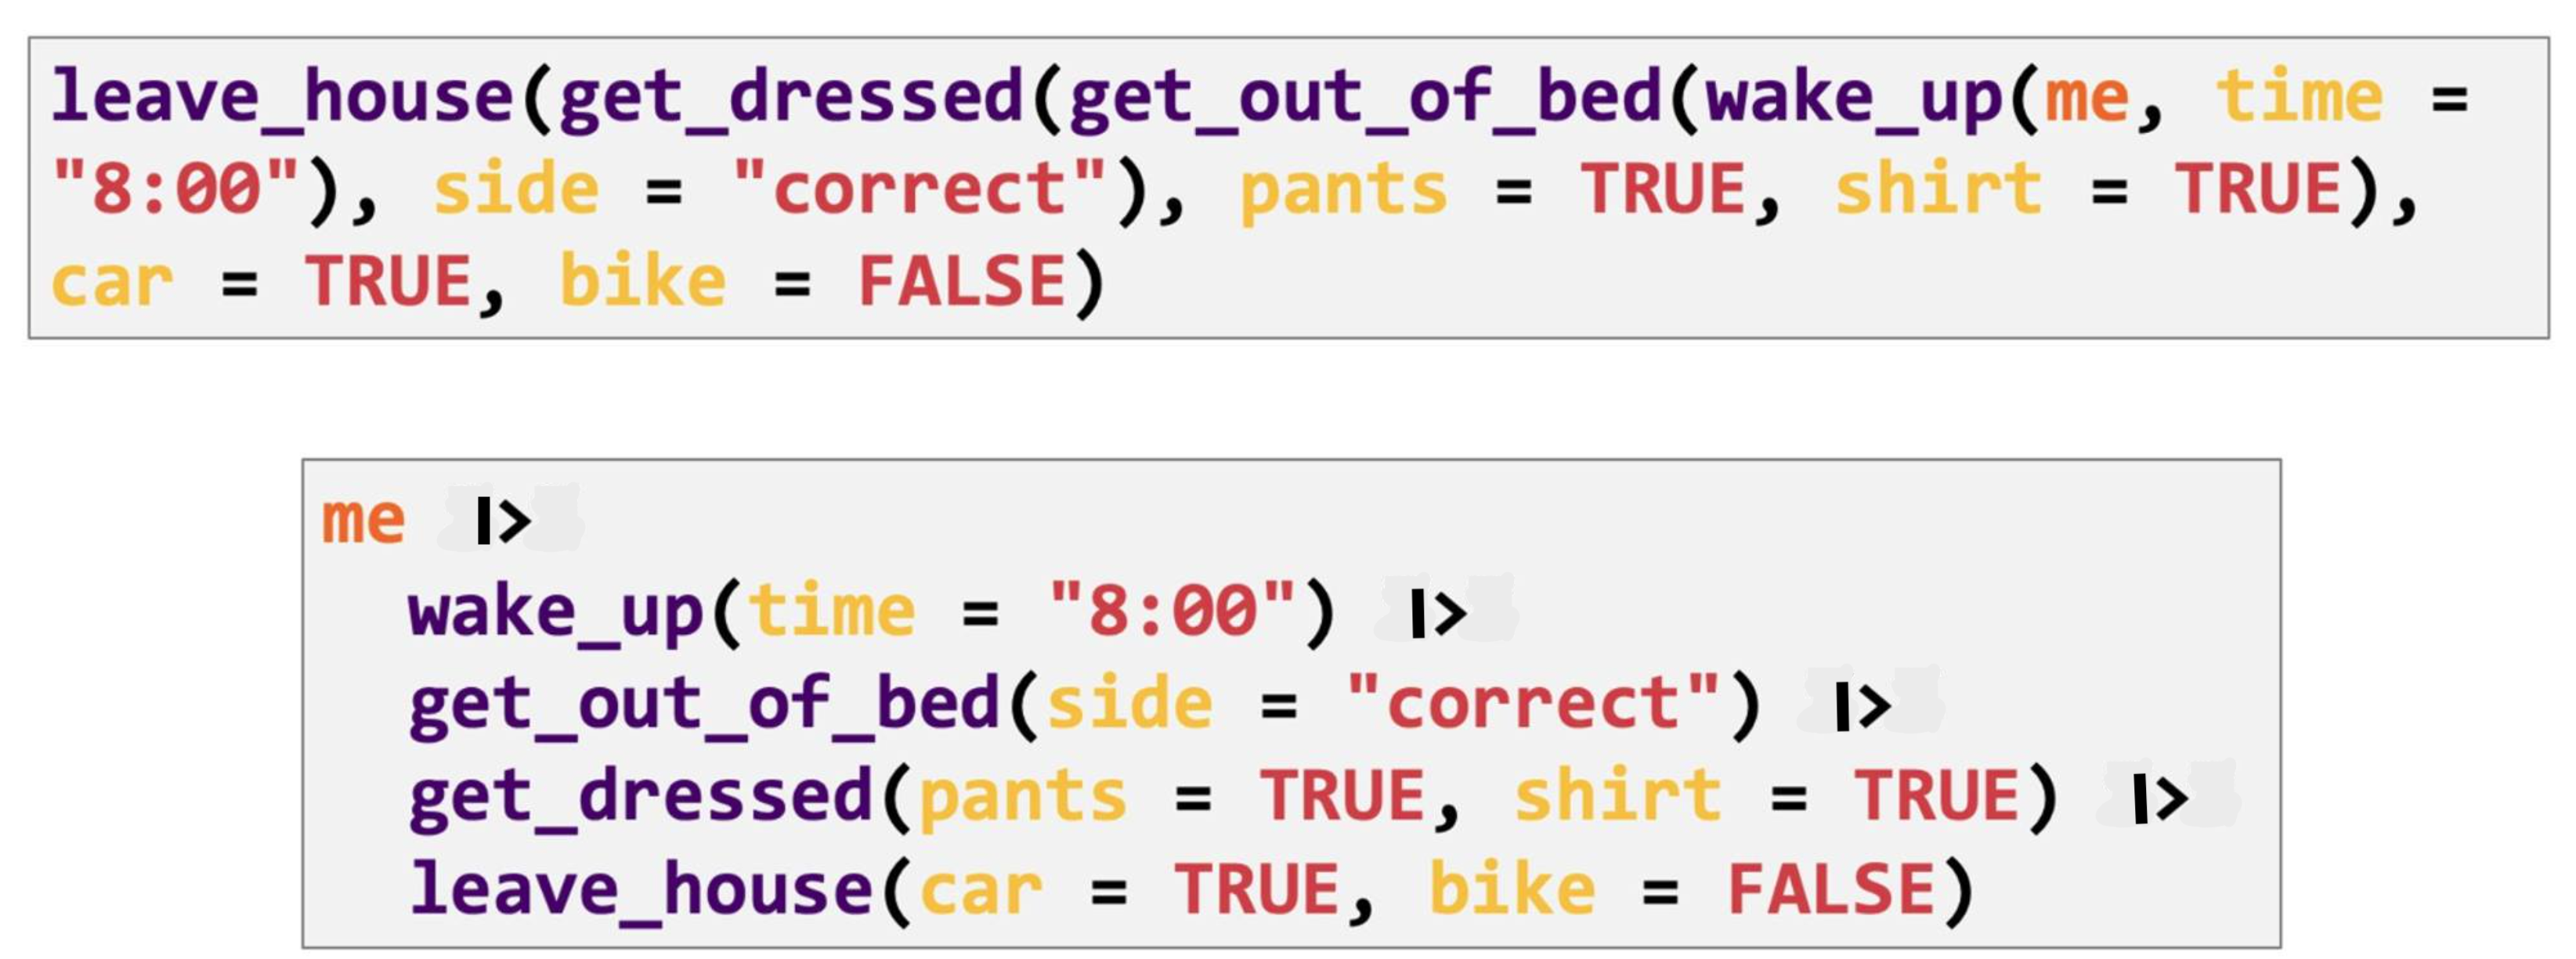 leave_house(get_dressed(get_out_of_bed(wake_up(me, time =
"8:00"), side = "correct"), pants = TRUE, shirt = TRUE),
car = TRUE, bike = FALSE)
me |>
wake_up(time = "8:00") |>
get_out_of_bed(side = "correct") |>
get_dressed(pants = TRUE, shirt = TRUE) |>
leave_house(car = TRUE, bike = FALSE)